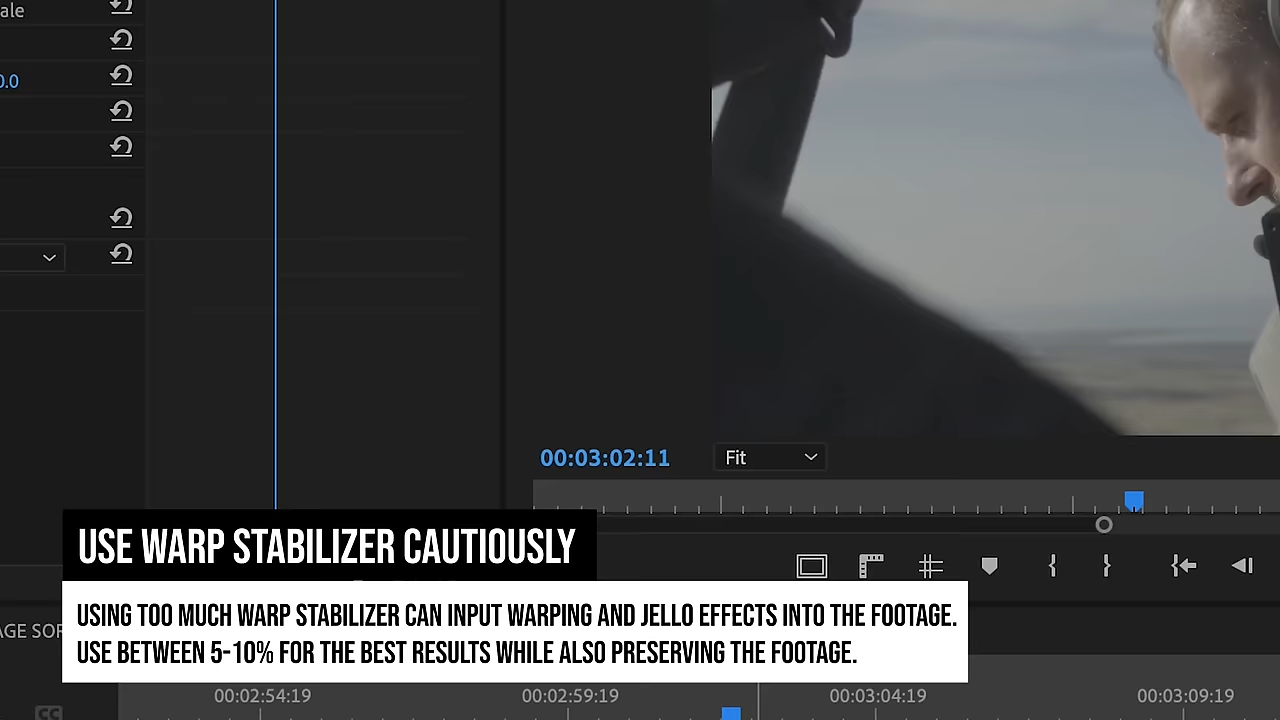 ale
0.0
00:03:02:11
Fit
USE WARP STABILIZER CAUTIOUSLY
USING TOO MUCH WARP STABILIZER CAN INPUT WARPING AND JELLO EFFECTS INTO THE FOOTAGE.
USE BETWEEN 5-10% FOR THE BEST RESULTS WHILE ALSO PRESERVING THE FOOTAGE.
AGE SOR
00:02:54:19
00:02:59:19
00:03:04:19
00:03:09:19
CC